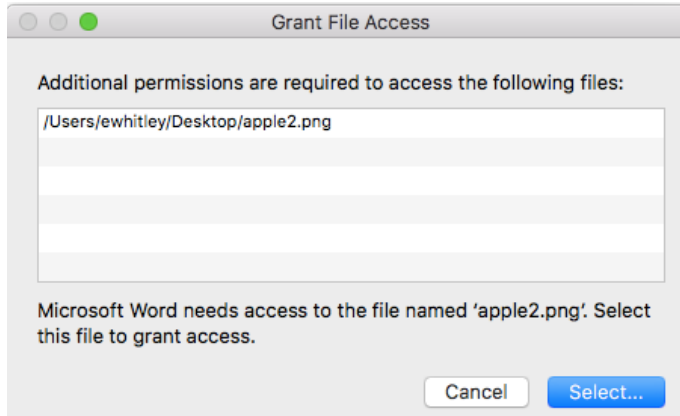 Grant File Access
Additional permissions are required to access the following files:
/Users/ewhitley/Desktop/apple2.png
Microsoft Word needs access to the file named ‘apple2.png’. Select
this file to grant access.
Cancel
Select...